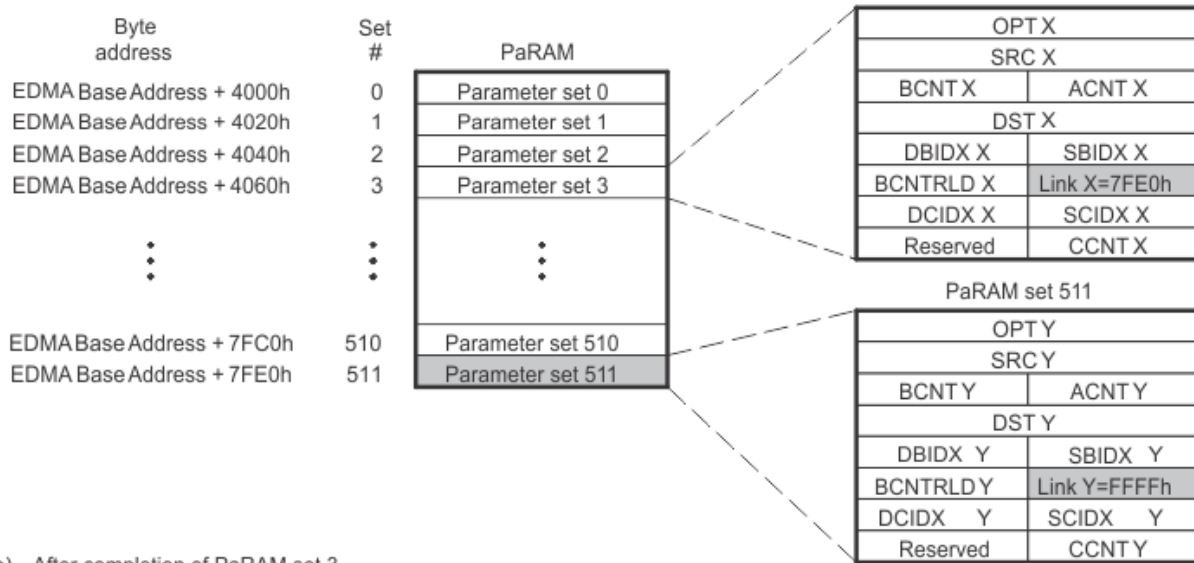 Byte address
Set #
PaRAM
EDMA Base Address + 4000h 0 Parameter set 0
EDMA Base Address + 4020h 1 Parameter set 1
EDMA Base Address + 4040h 2 Parameter set 2
EDMA Base Address + 4060h 3 Parameter set 3
EDMA Base Address + 7FC0h 510 Parameter set 510
EDMA Base Address + 7FE0h 511 Parameter set 511
OPT X
SRC X
BCNT X ACNT X
DST X
DBIDX X SBIDX X
BCNTRLD X Link X=7FE0h
DCIDX X SCIDX X
Reserved CCNT X
PaRAM set 511
OPT Y
SRC Y
BCNT Y ACNT Y
DST Y
DBIDX Y SBIDX Y
BCNTRLD Y Link Y=FFFFh
DCIDX Y SCIDX Y
Reserved CCNT Y
After completion of PaRAM set 3